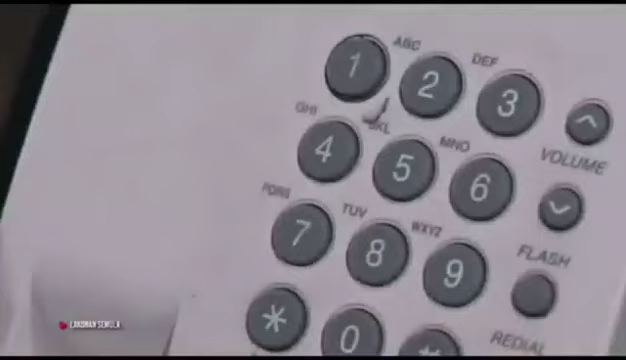 ABC DEF
1 2 3
GHI JKL MNO VOLUME
4 5 6
PQRS TUV WXYZ FLASH
7 8 9
* 0 # REDIAL